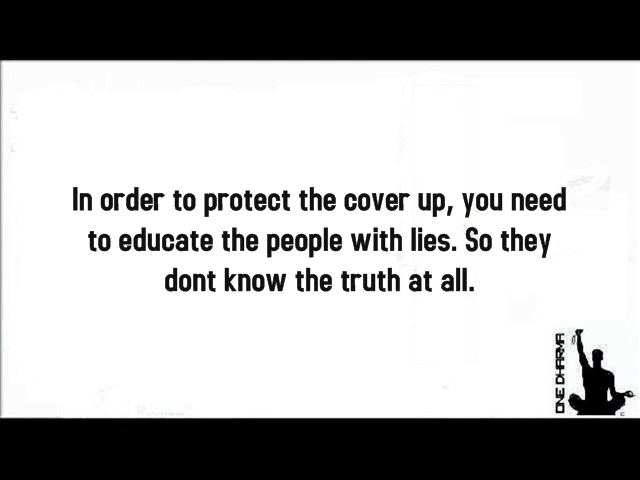 In order to protect the cover up, you need
to educate the people with lies. So they
dont know the truth at all.
ONE DHARMA